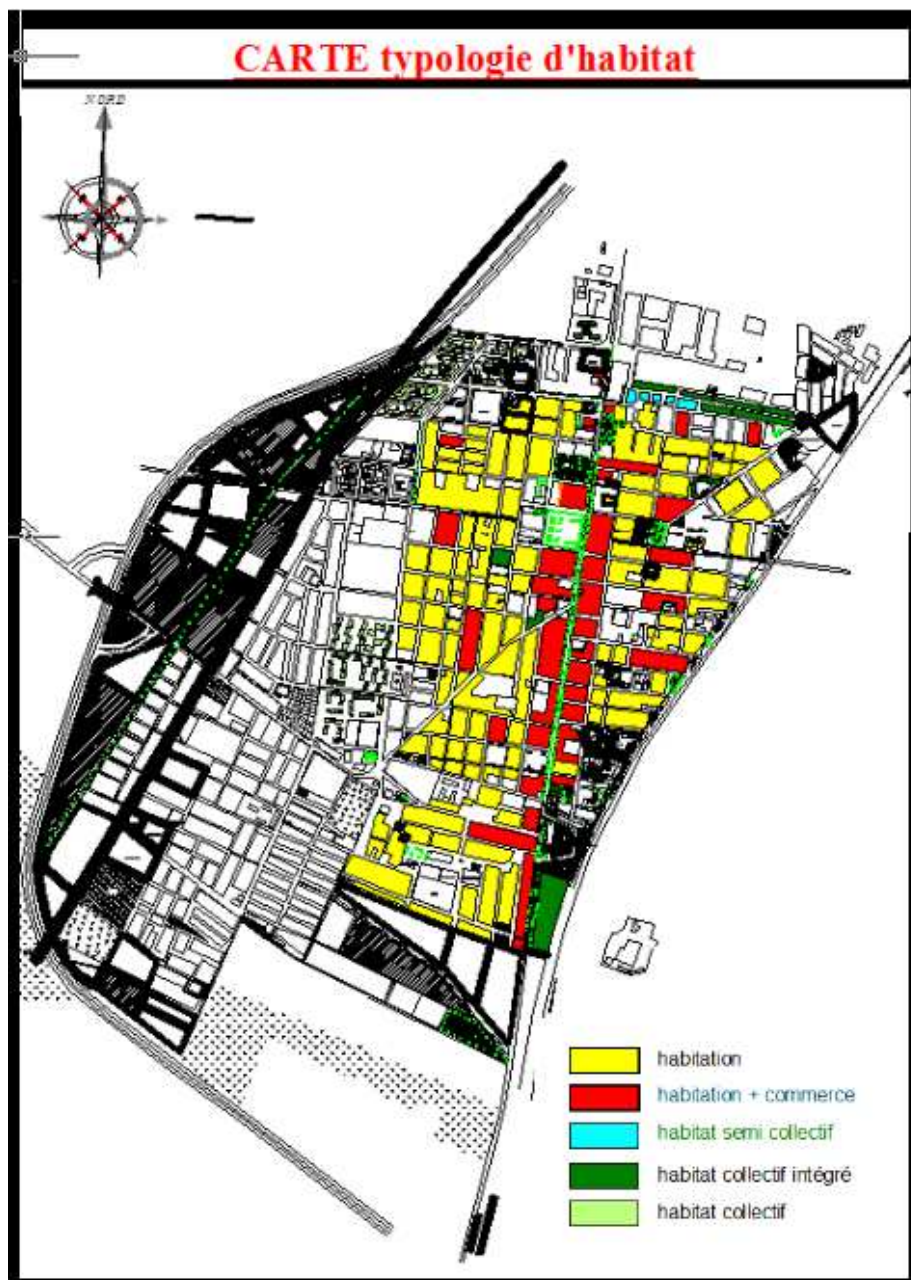 CARTE typologie d'habitat
NORD
habitation
habitation + commerce
habitat semi collectif
habitat collectif intégré
habitat collectif